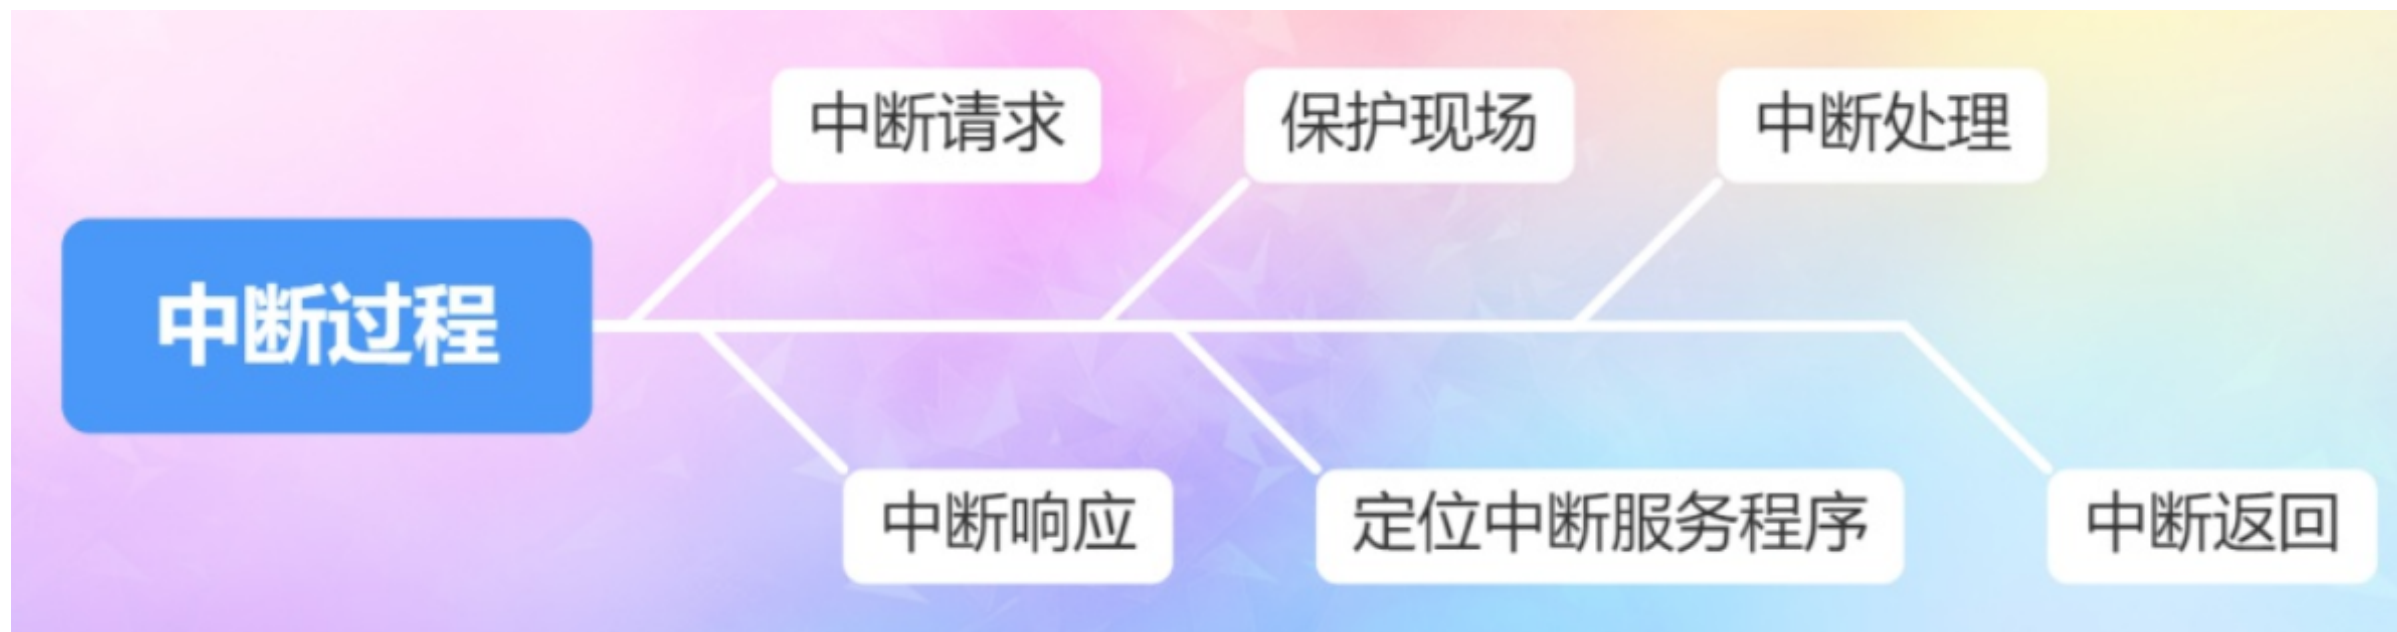 中断请求
保护现场
中断处理
中断过程
中断响应
定位中断服务程序
中断返回